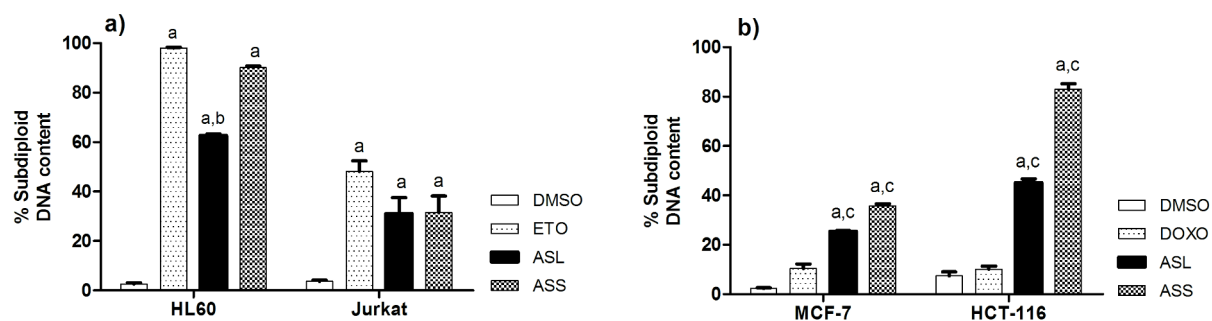 a)
% Subdiploid
DNA content
100
80
60
40
20
0
a
a,b
a
a
a
a
HL60
Jurkat
DMSO
ETO
ASL
ASS
b)
% Subdiploid
DNA content
100
80
60
40
20
0
a,c
a,c
a,c
a,c
MCF-7
HCT-116
DMSO
DOXO
ASL
ASS